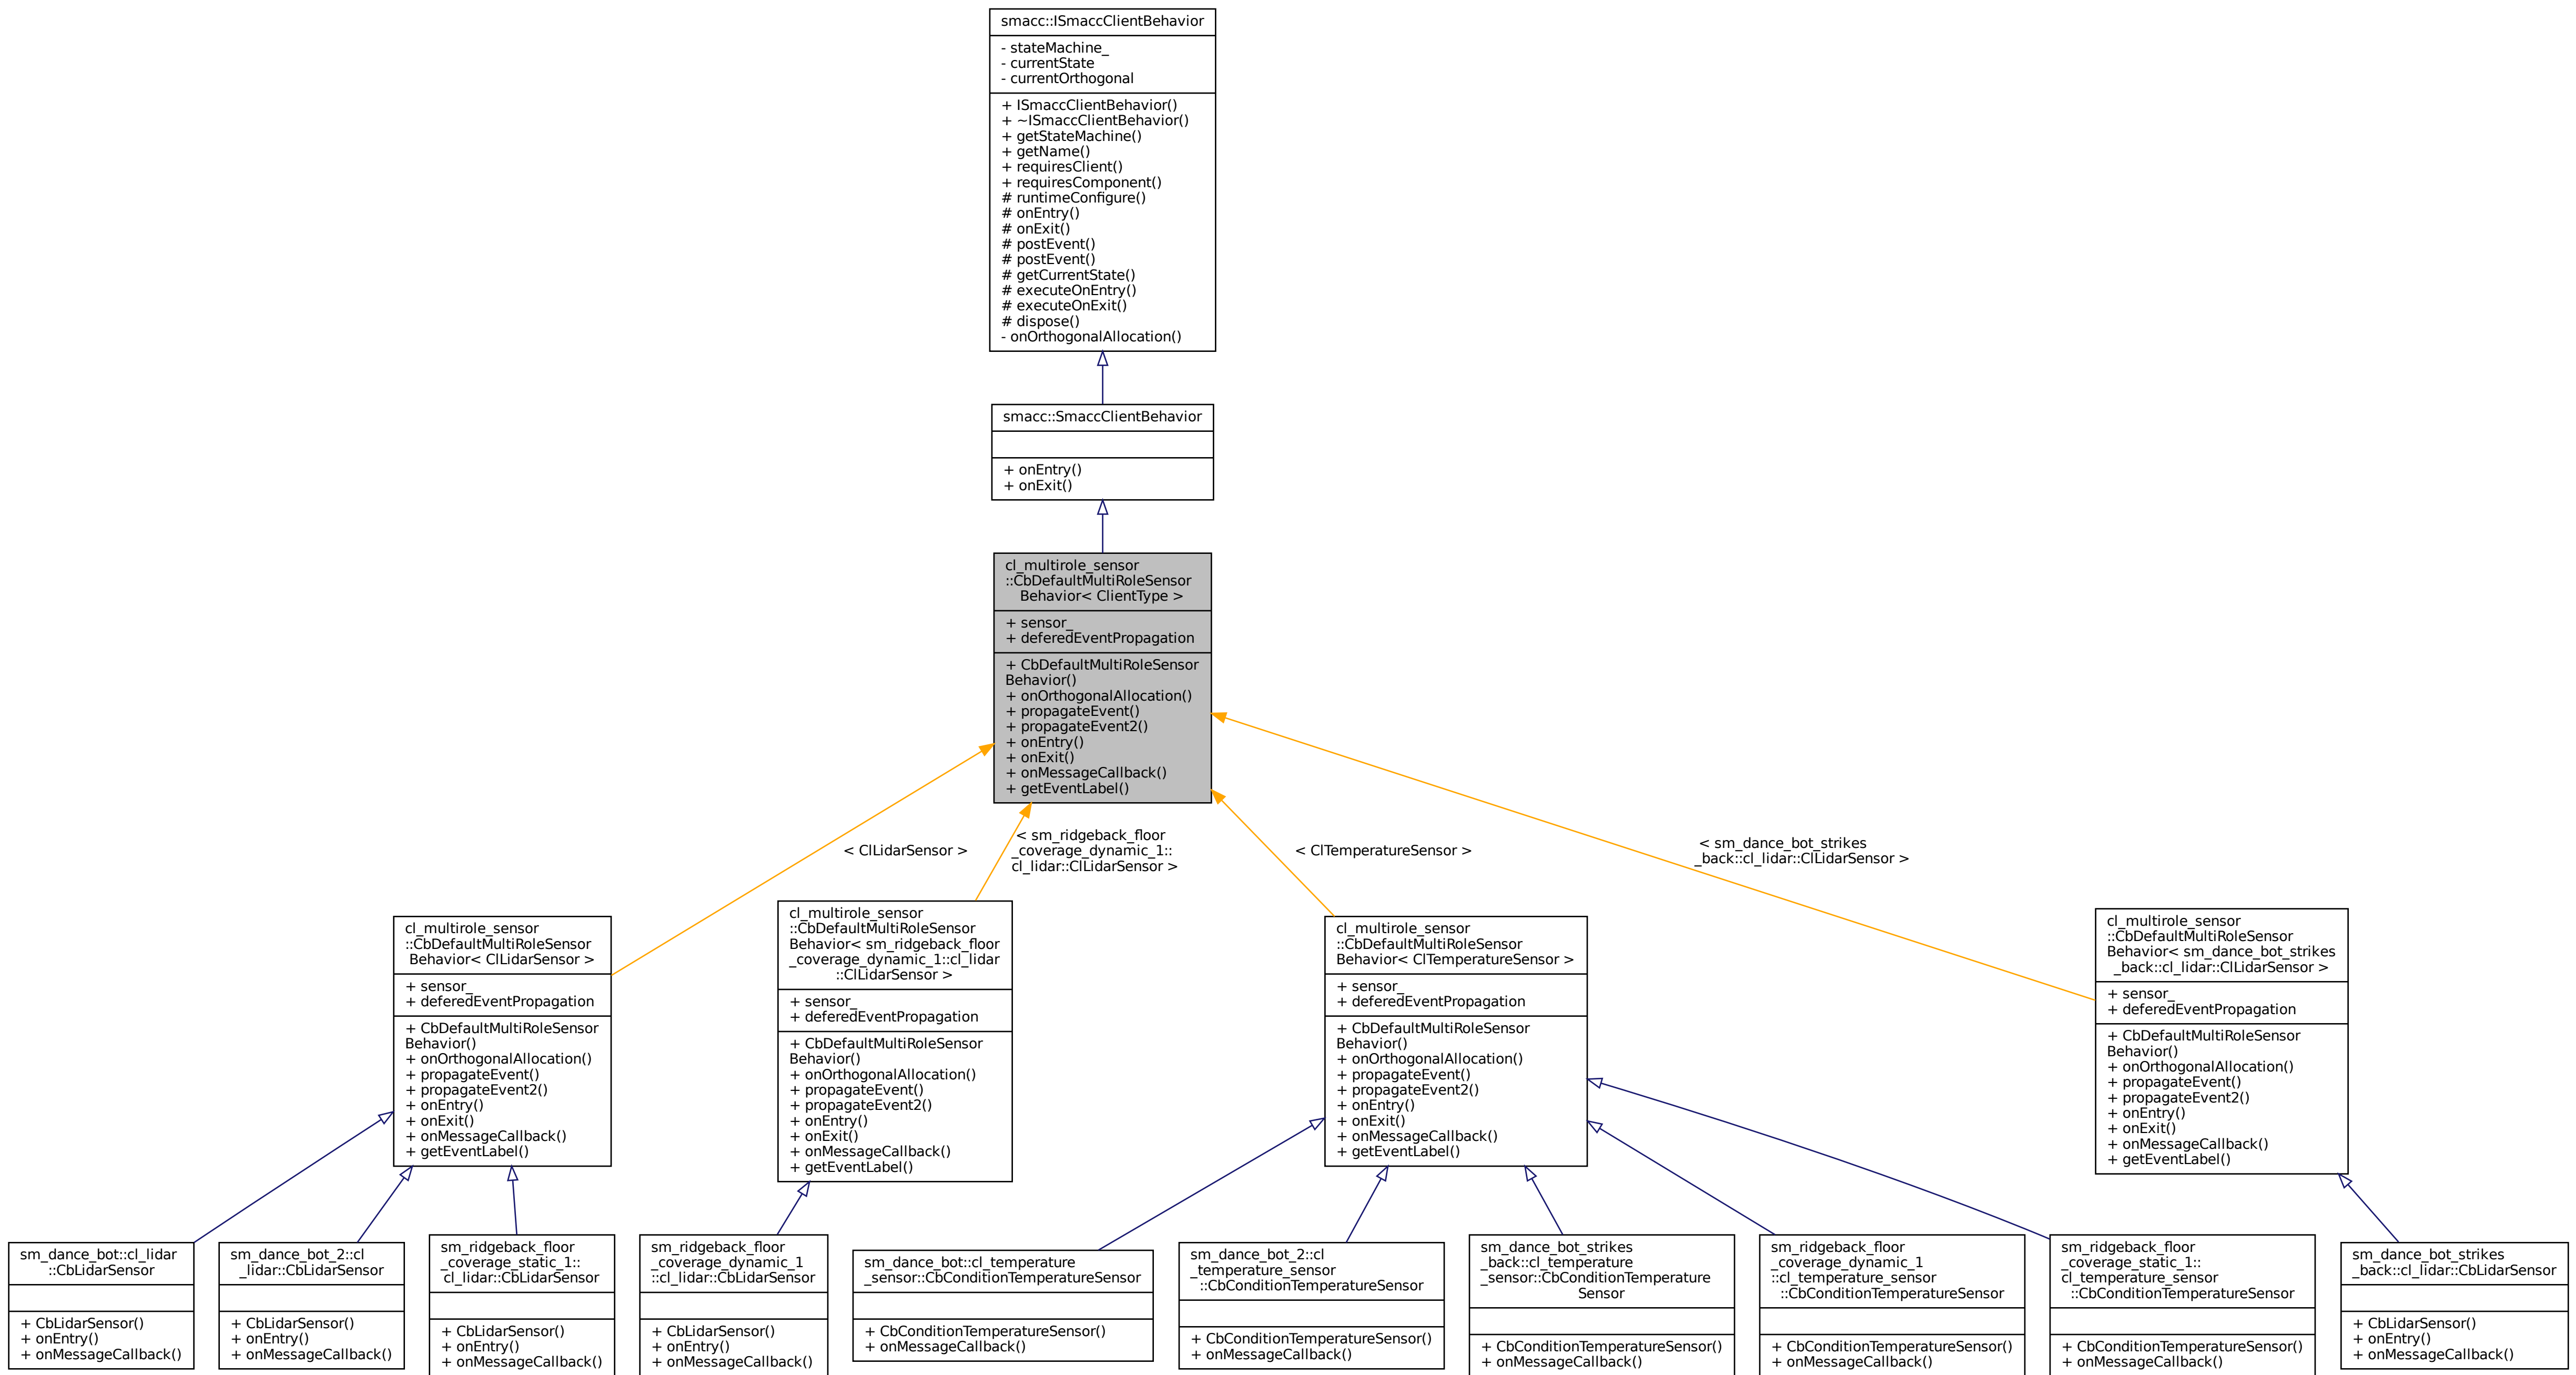 smacc::ISmaccClientBehavior
- stateMachine_
- currentState
- currentOrthogonal
+ ISmaccClientBehavior()
+ ~ISmaccClientBehavior()
+ getStateMachine()
+ getName()
+ requiresClient()
+ requiresComponent()
# runtimeConfigure()
# onEntry()
# onExit()
# postEvent()
# postEvent()
# getCurrentState()
# executeOnEntry()
# executeOnExit()
# dispose()
- onOrthogonalAllocation()
smacc::SmaccClientBehavior
+ onEntry()
+ onExit()
cl_multirole_sensor
::CbDefaultMultiRoleSensor
Behavior< ClientType >
+ sensor_
+ deferedEventPropagation
+ CbDefaultMultiRoleSensor
Behavior()
+ onOrthogonalAllocation()
+ propagateEvent()
+ propagateEvent2()
+ onEntry()
+ onExit()
+ onMessageCallback()
+ getEventLabel()
< ClLidarSensor >
< sm_ridgeback_floor
_coverage_dynamic_1::
cl_lidar::ClLidarSensor >
< ClTemperatureSensor >
< sm_dance_bot_strikes
_back::cl_lidar::ClLidarSensor >
cl_multirole_sensor
::CbDefaultMultiRoleSensor
Behavior< ClLidarSensor >
+ sensor_
+ deferedEventPropagation
+ CbDefaultMultiRoleSensor
Behavior()
+ onOrthogonalAllocation()
+ propagateEvent()
+ propagateEvent2()
+ onEntry()
+ onExit()
+ onMessageCallback()
+ getEventLabel()
cl_multirole_sensor
::CbDefaultMultiRoleSensor
Behavior< sm_ridgeback_floor
_coverage_dynamic_1::cl_lidar
::ClLidarSensor >
+ sensor_
+ deferedEventPropagation
+ CbDefaultMultiRoleSensor
Behavior()
+ onOrthogonalAllocation()
+ propagateEvent()
+ propagateEvent2()
+ onEntry()
+ onExit()
+ onMessageCallback()
+ getEventLabel()
cl_multirole_sensor
::CbDefaultMultiRoleSensor
Behavior< ClTemperatureSensor >
+ sensor_
+ deferedEventPropagation
+ CbDefaultMultiRoleSensor
Behavior()
+ onOrthogonalAllocation()
+ propagateEvent()
+ propagateEvent2()
+ onEntry()
+ onExit()
+ onMessageCallback()
+ getEventLabel()
cl_multirole_sensor
::CbDefaultMultiRoleSensor
Behavior< sm_dance_bot_strikes
_back::cl_lidar::ClLidarSensor >
+ sensor_
+ deferedEventPropagation
+ CbDefaultMultiRoleSensor
Behavior()
+ onOrthogonalAllocation()
+ propagateEvent()
+ propagateEvent2()
+ onEntry()
+ onExit()
+ onMessageCallback()
+ getEventLabel()
sm_dance_bot::cl_lidar
::CbLidarSensor
+ CbLidarSensor()
+ onEntry()
+ onMessageCallback()
sm_dance_bot_2::cl
_lidar::CbLidarSensor
+ CbLidarSensor()
+ onEntry()
+ onMessageCallback()
sm_ridgeback_floor
_coverage_static_1::
cl_lidar::CbLidarSensor
+ CbLidarSensor()
+ onEntry()
+ onMessageCallback()
sm_ridgeback_floor
_coverage_dynamic_1
::cl_lidar::CbLidarSensor
+ CbLidarSensor()
+ onEntry()
+ onMessageCallback()
sm_dance_bot::cl_temperature
_sensor::CbConditionTemperatureSensor
+ CbConditionTemperatureSensor()
+ onMessageCallback()
sm_dance_bot_2::cl
_temperature_sensor
::CbConditionTemperatureSensor
+ CbConditionTemperatureSensor()
+ onMessageCallback()
sm_dance_bot_strikes
_back::cl_temperature
_sensor::CbConditionTemperature
Sensor
+ CbConditionTemperatureSensor()
+ onMessageCallback()
sm_ridgeback_floor
_coverage_dynamic_1
::cl_temperature_sensor
::CbConditionTemperatureSensor
+ CbConditionTemperatureSensor()
+ onMessageCallback()
sm_ridgeback_floor
_coverage_static_1::
cl_temperature_sensor
::CbConditionTemperatureSensor
+ CbConditionTemperatureSensor()
+ onMessageCallback()
sm_dance_bot_strikes
_back::cl_lidar::CbLidarSensor
+ CbLidarSensor()
+ onEntry()
+ onMessageCallback()